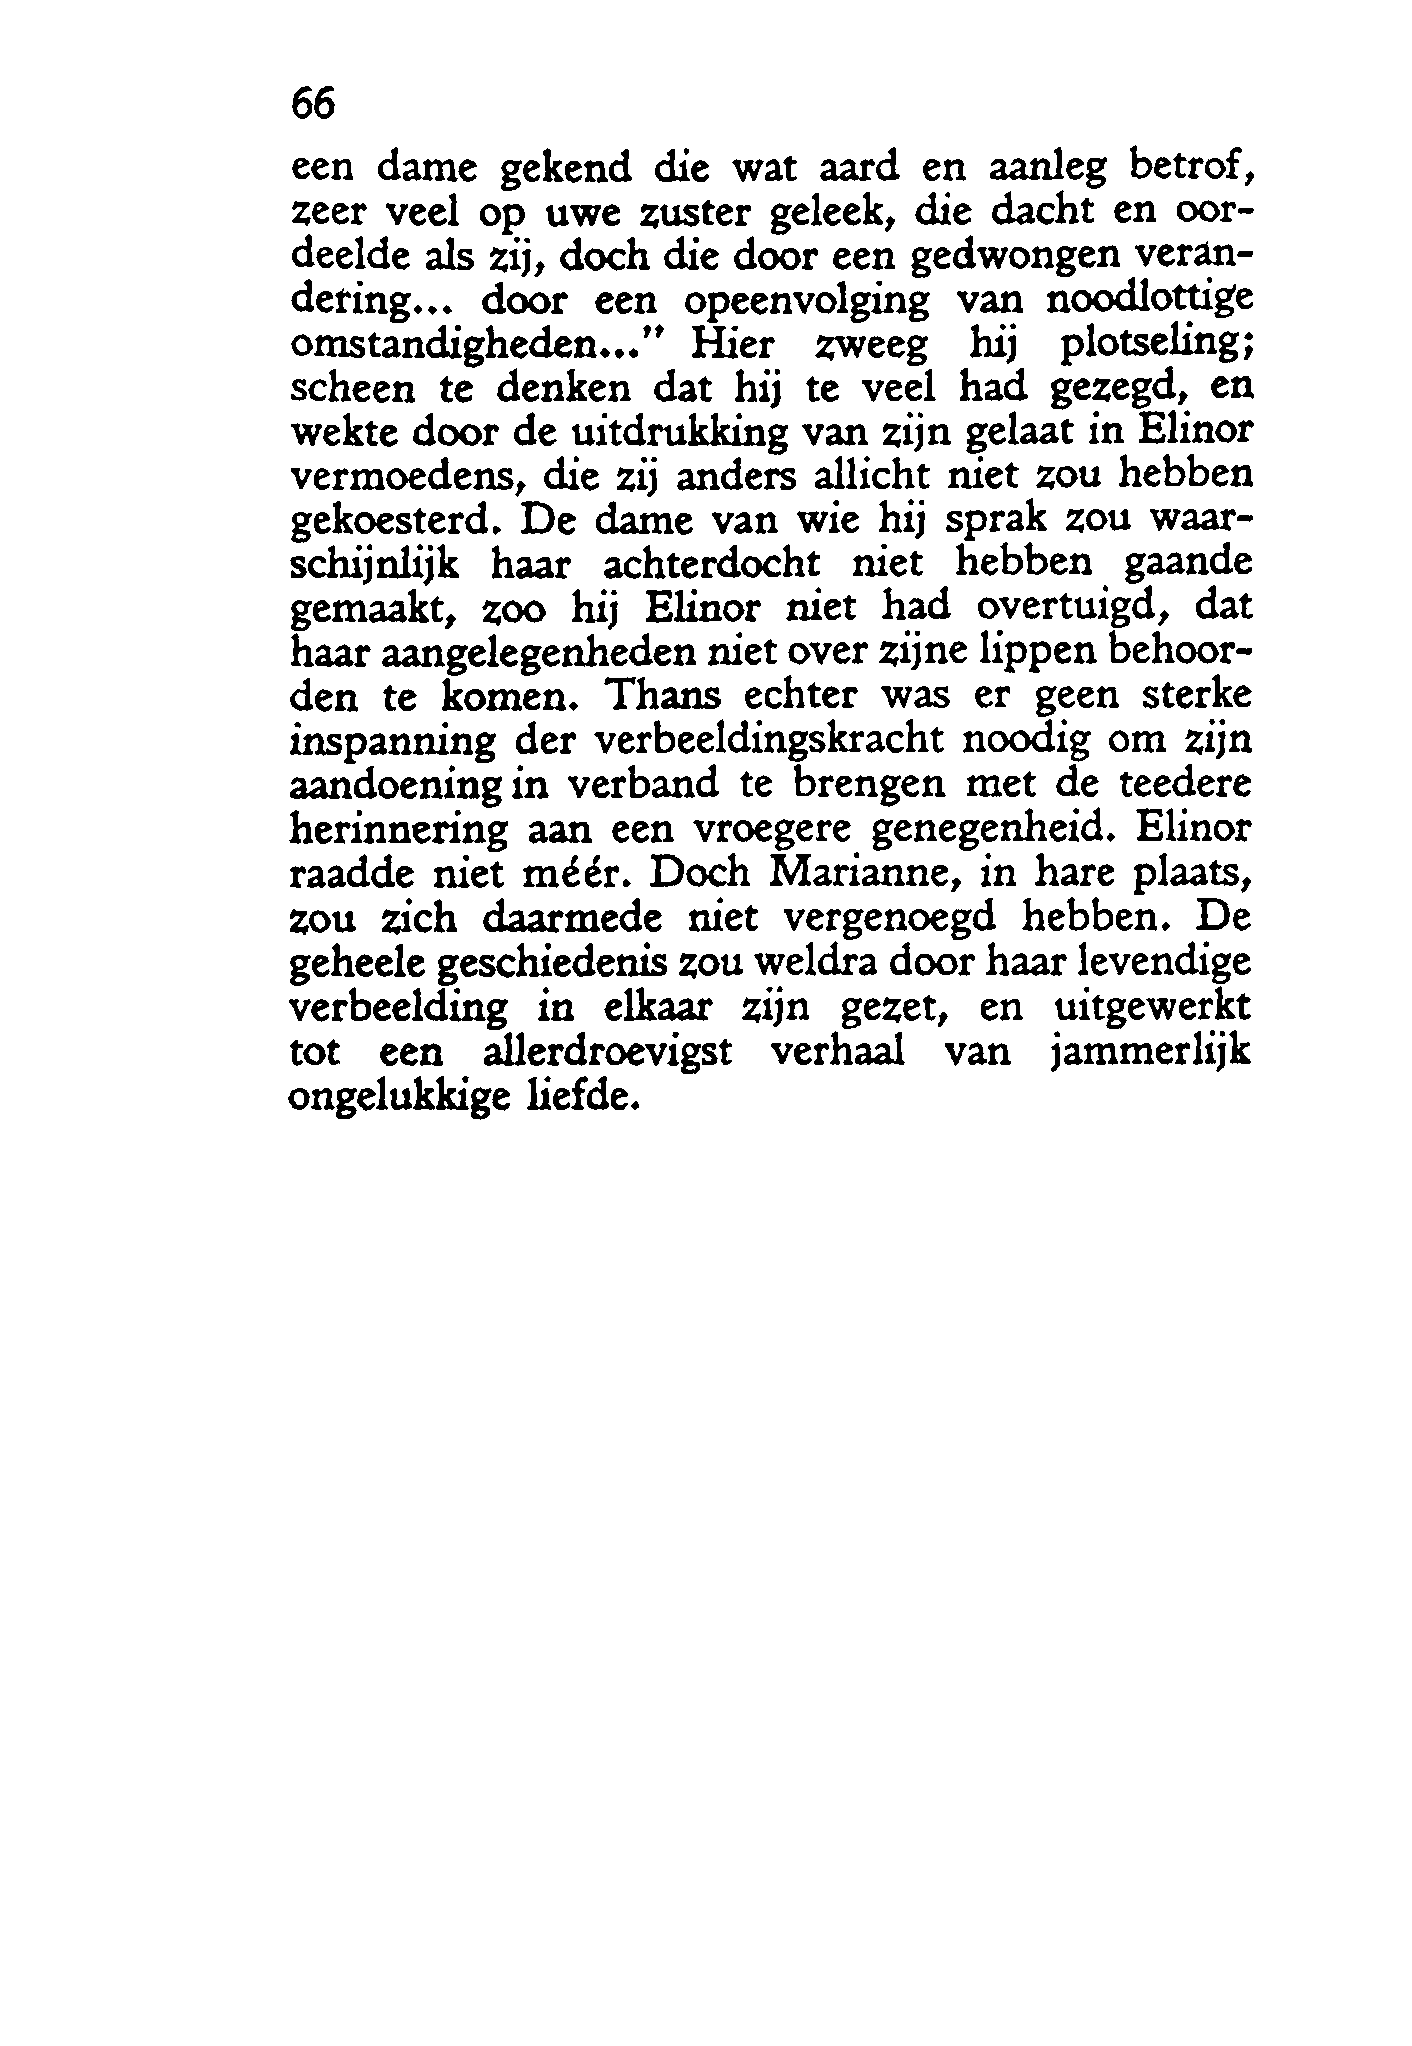 66
een dame gekend die wat aard en aanleg betrof,
zeer veel op uwe zuster geleek, die dacht en oor-
deelde als zij, doch die door een gedwongen veran-
dering... door een opeenvolging van noodlottige
omstandigheden..." Hier zweeg hij plotseling;
scheen te denken dat hij te veel had gezegd, en
wekte door de uitdrukking van zijn gelaat in Elinor
vermoedens, die zij anders allicht niet zou hebben
gekoesterd. De dame van wie hij sprak zou waar-
schijnlijk haar achterdocht niet hebben gaande
gemaakt, zoo hij Elinor niet had overtuigd, dat
haar aangelegenheden niet over zijne lippen behoor-
den te komen. Thans echter was er geen sterke
inspanning der verbeeldingskracht noodig om zijn
aandoening in verband te brengen met de teedere
herinnering aan een vroegere genegenheid. Elinor
raadde niet méér. Doch Marianne, in hare plaats,
zou zich daarmede niet vergenoegd hebben. De
geheele geschiedenis zou weldra door haar levendige
verbeelding in elkaar zijn gezet, en uitgewerkt
tot een allerdroevigst verhaal van jammerlijk
ongelukkige liefde.